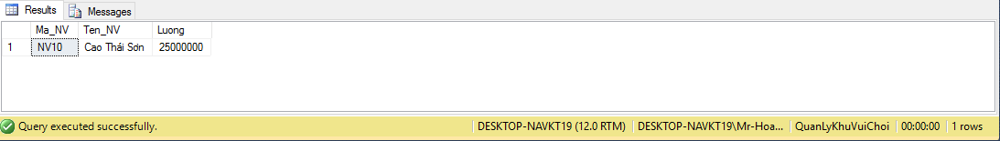 Results Messages
Ma_NV Ten_NV Luong
1 NV10 Cao Thái Sơn 25000000
Query executed successfully. DESKTOP-NAVKT19 (12.0 RTM) DESKTOP-NAVKT19\Mr-Hoa... QuanLyKhuVuiChoi 00:00:00 1 rows